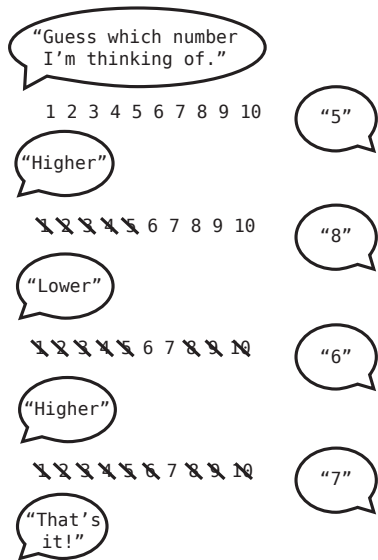 “Guess which number
I’m thinking of.”
1 2 3 4 5 6 7 8 9 10
“5”
“Higher”
1 2 3 4 5 6 7 8 9 10
“8”
“Lower”
1 2 3 4 5 6 7 8 9 10
“6”
“Higher”
1 2 3 4 5 6 7 8 9 10
“7”
“That’s
it!”